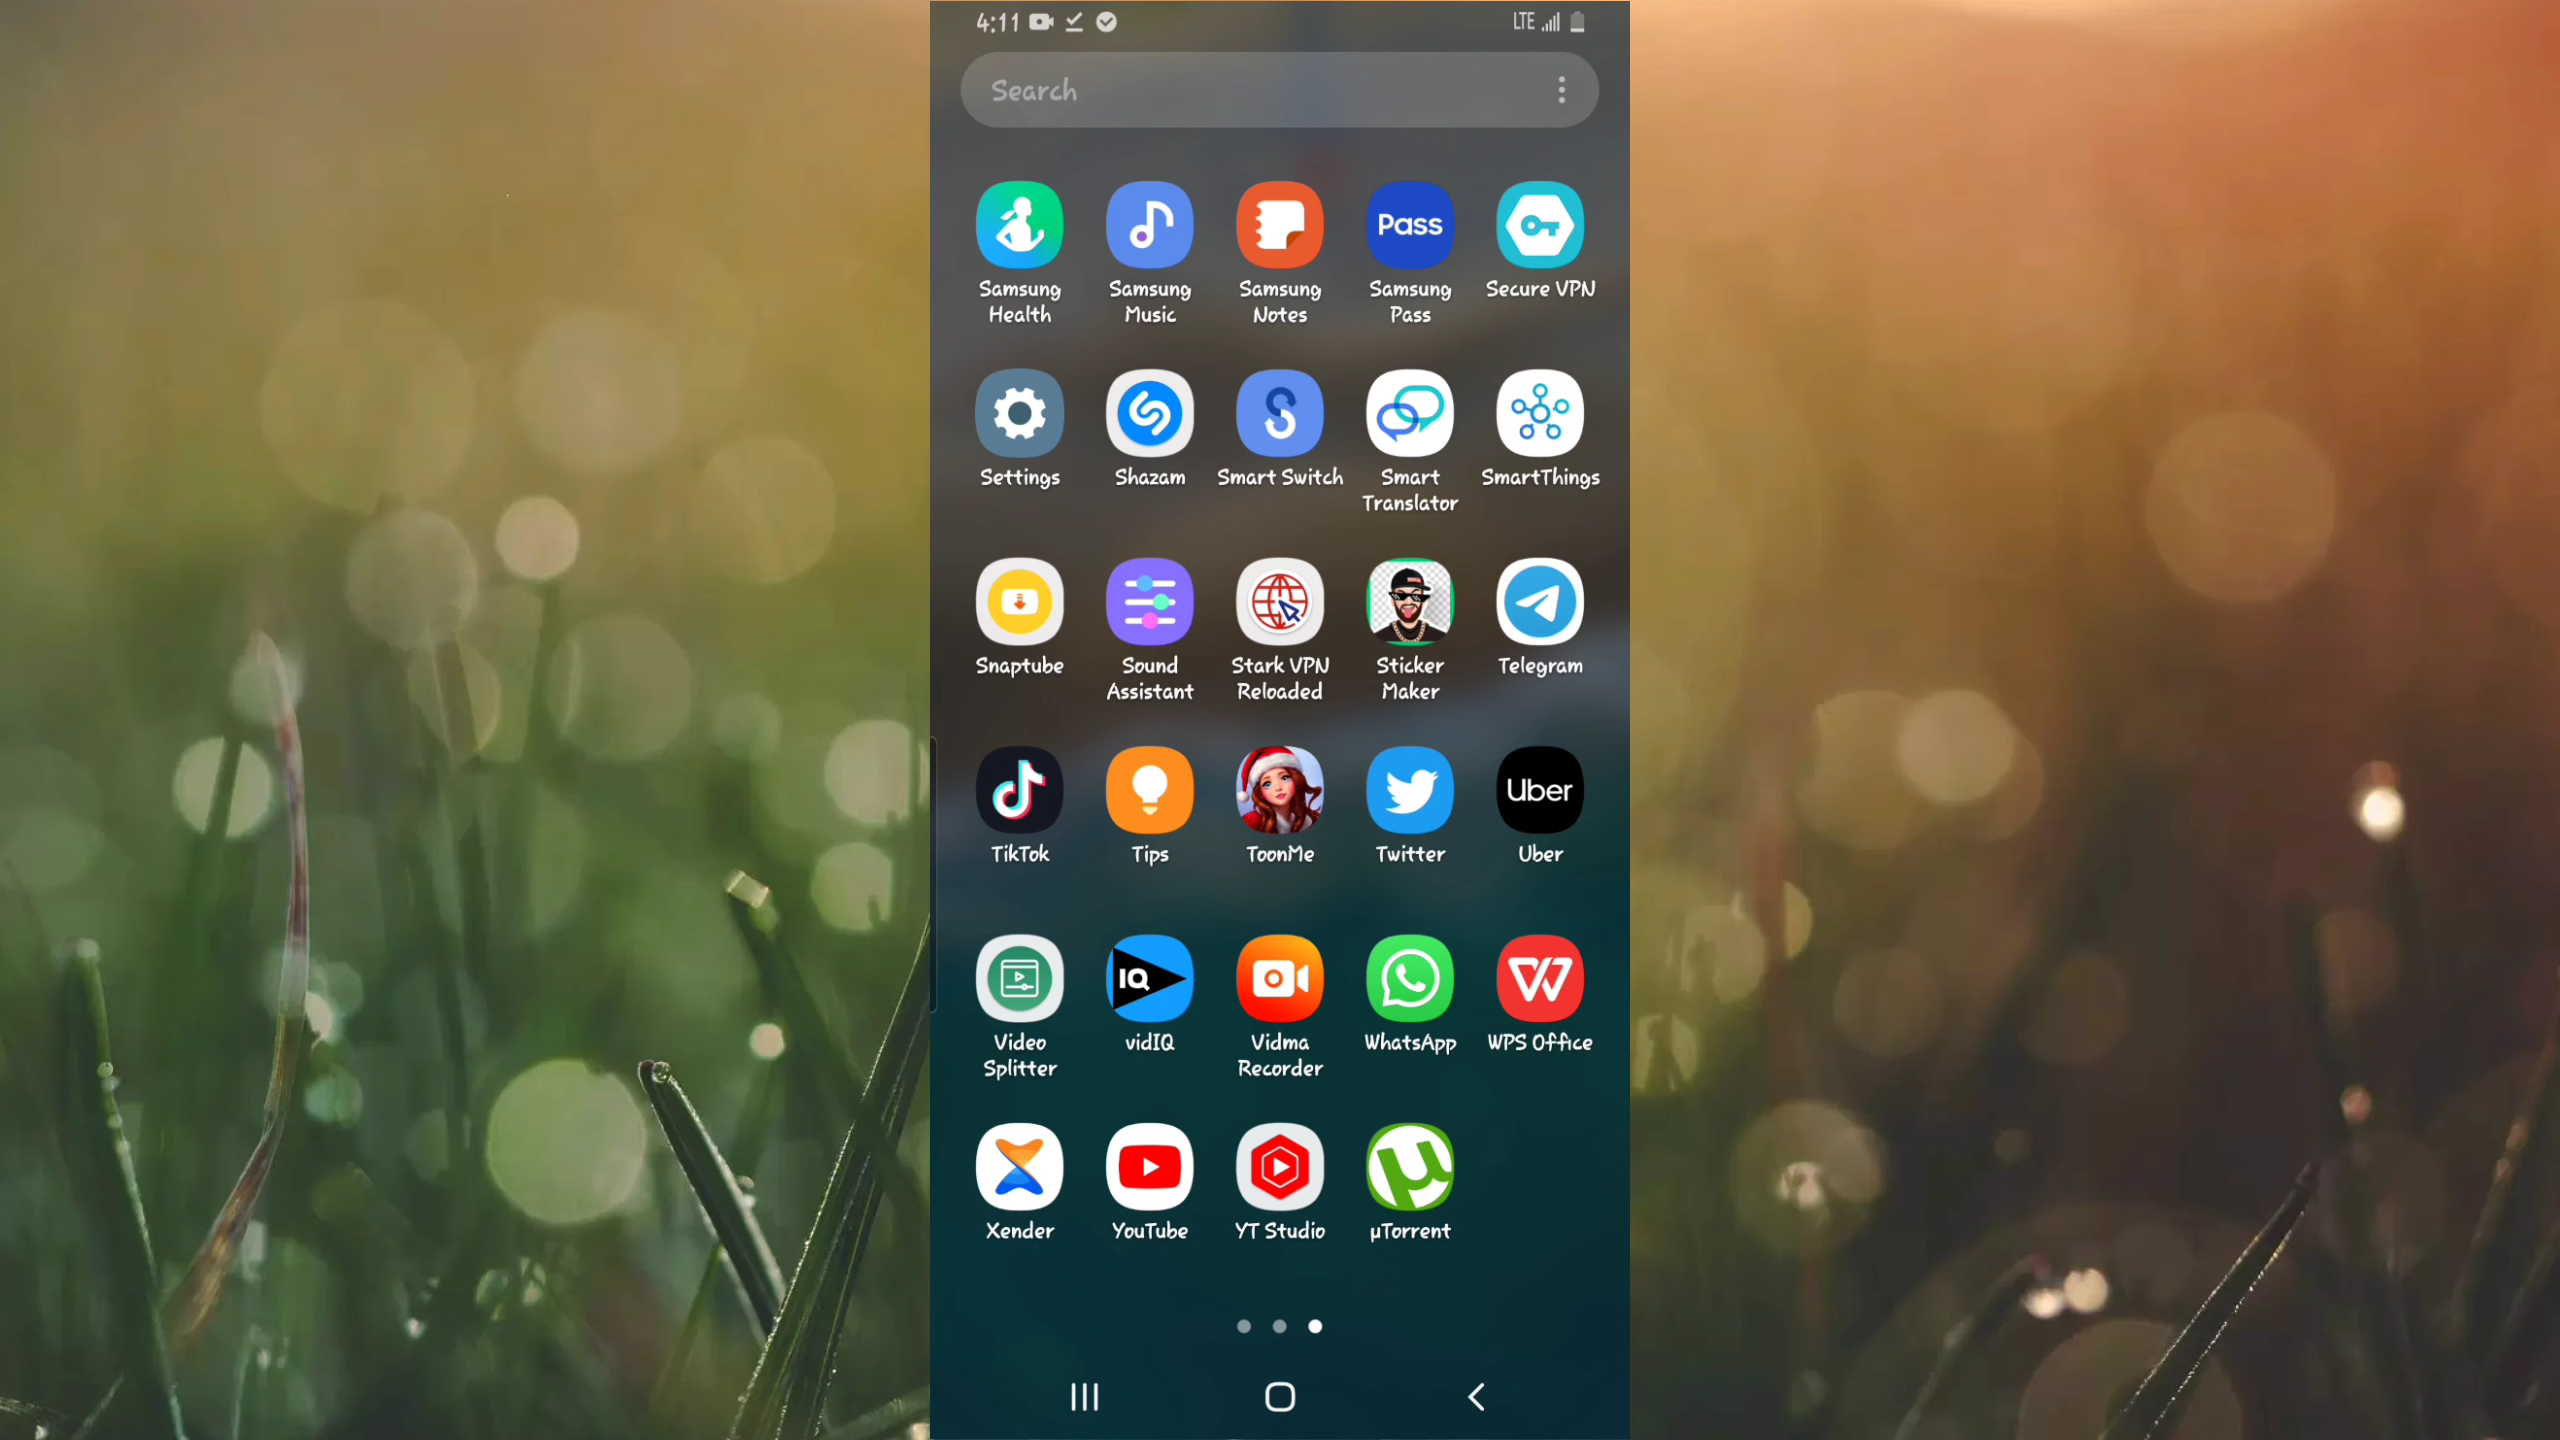 4:11 LTE
Search
Pass
Samsung Health
Samsung Music
Samsung Notes
Samsung Pass
Secure VPN
Settings
Shazam
Smart Switch
Smart Translator
SmartThings
Snaptube
Sound Assistant
Stark VPN Reloaded
Sticker Maker
Telegram
Uber
TikTok
Tips
ToonMe
Twitter
Uber
IQ
Video Splitter
vidIQ
Vidma Recorder
WhatsApp
WPS Office
µ
Xender
YouTube
YT Studio
µTorrent